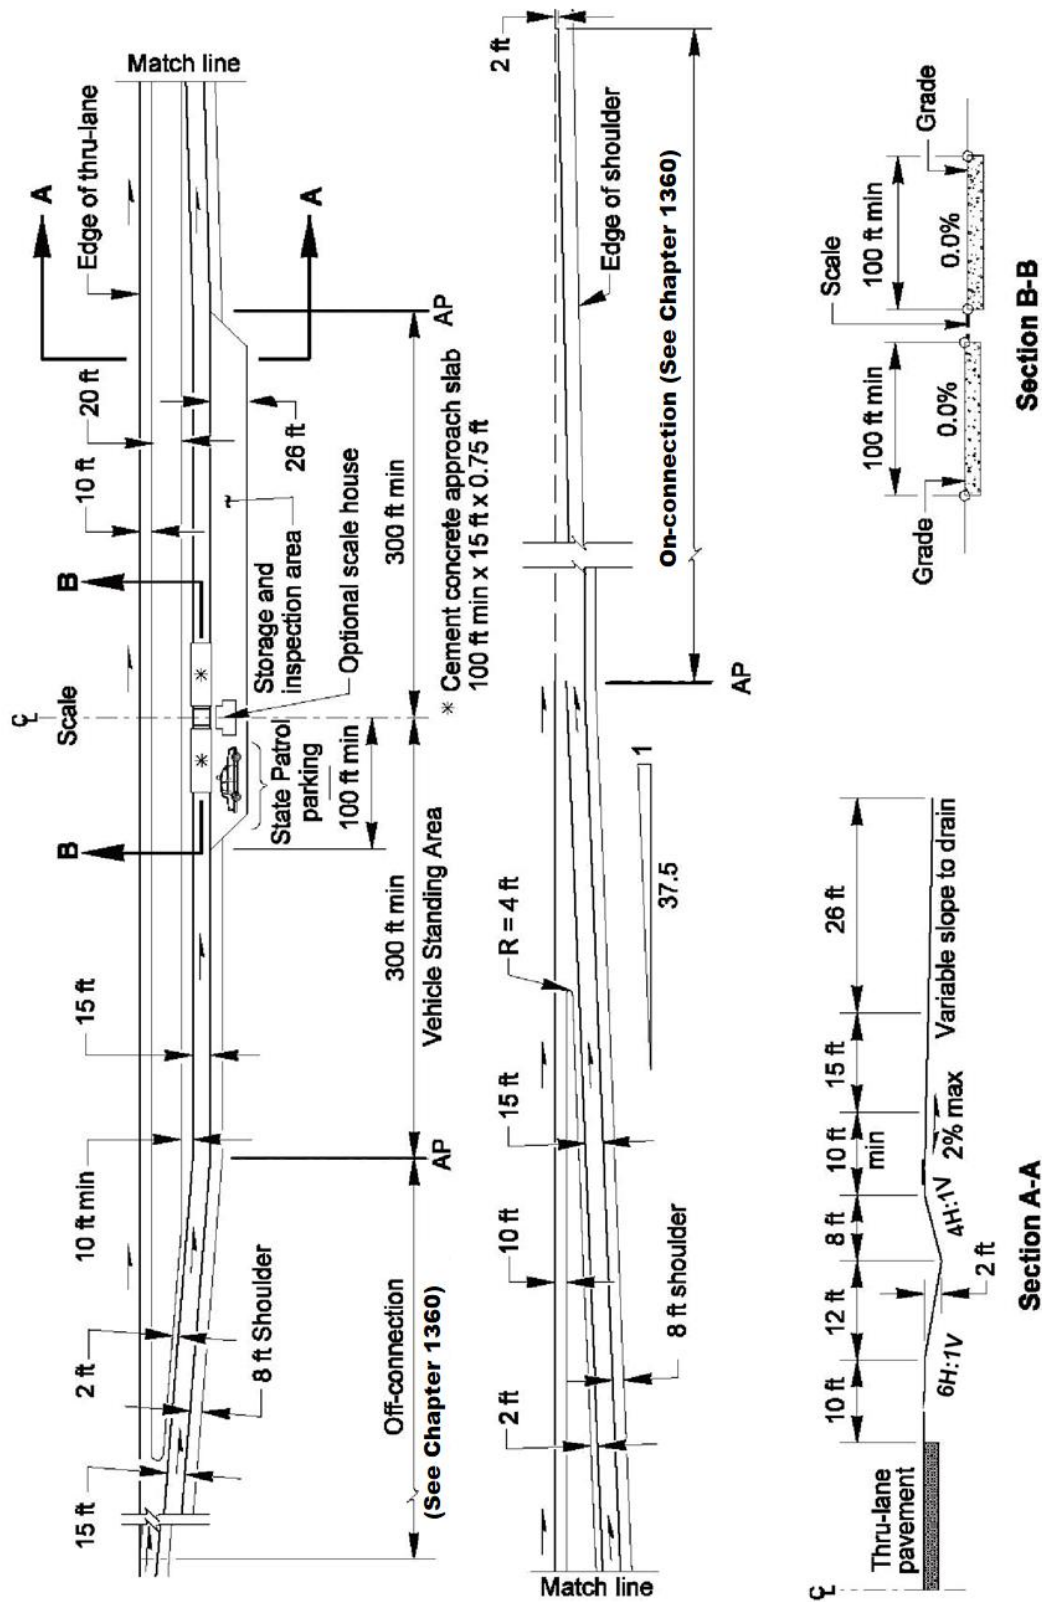 Match line
Edge of thru-lane
A
A
20 ft
10 ft
26 ft
AP
B
B
℄
Scale
Storage and
inspection area
Optional scale house
300 ft min
* Cement concrete approach slab
100 ft min x 15 ft x 0.75 ft
*
*
State Patrol
parking
100 ft min
15 ft
300 ft min
Vehicle Standing Area
10 ft min
AP
2 ft
8 ft Shoulder
15 ft
Off-connection
(See Chapter 1360)
2 ft
Edge of shoulder
On-connection (See Chapter 1360)
AP
R = 4 ft
1
37.5
15 ft
10 ft
8 ft shoulder
2 ft
Match line
℄
Thru-lane
pavement
10 ft
12 ft
8 ft
10 ft
min
15 ft
26 ft
6H:1V
4H:1V
2 ft
2% max
Variable slope to drain
Section A-A
Grade
100 ft min
0.0%
Scale
100 ft min
0.0%
Grade
Section B-B